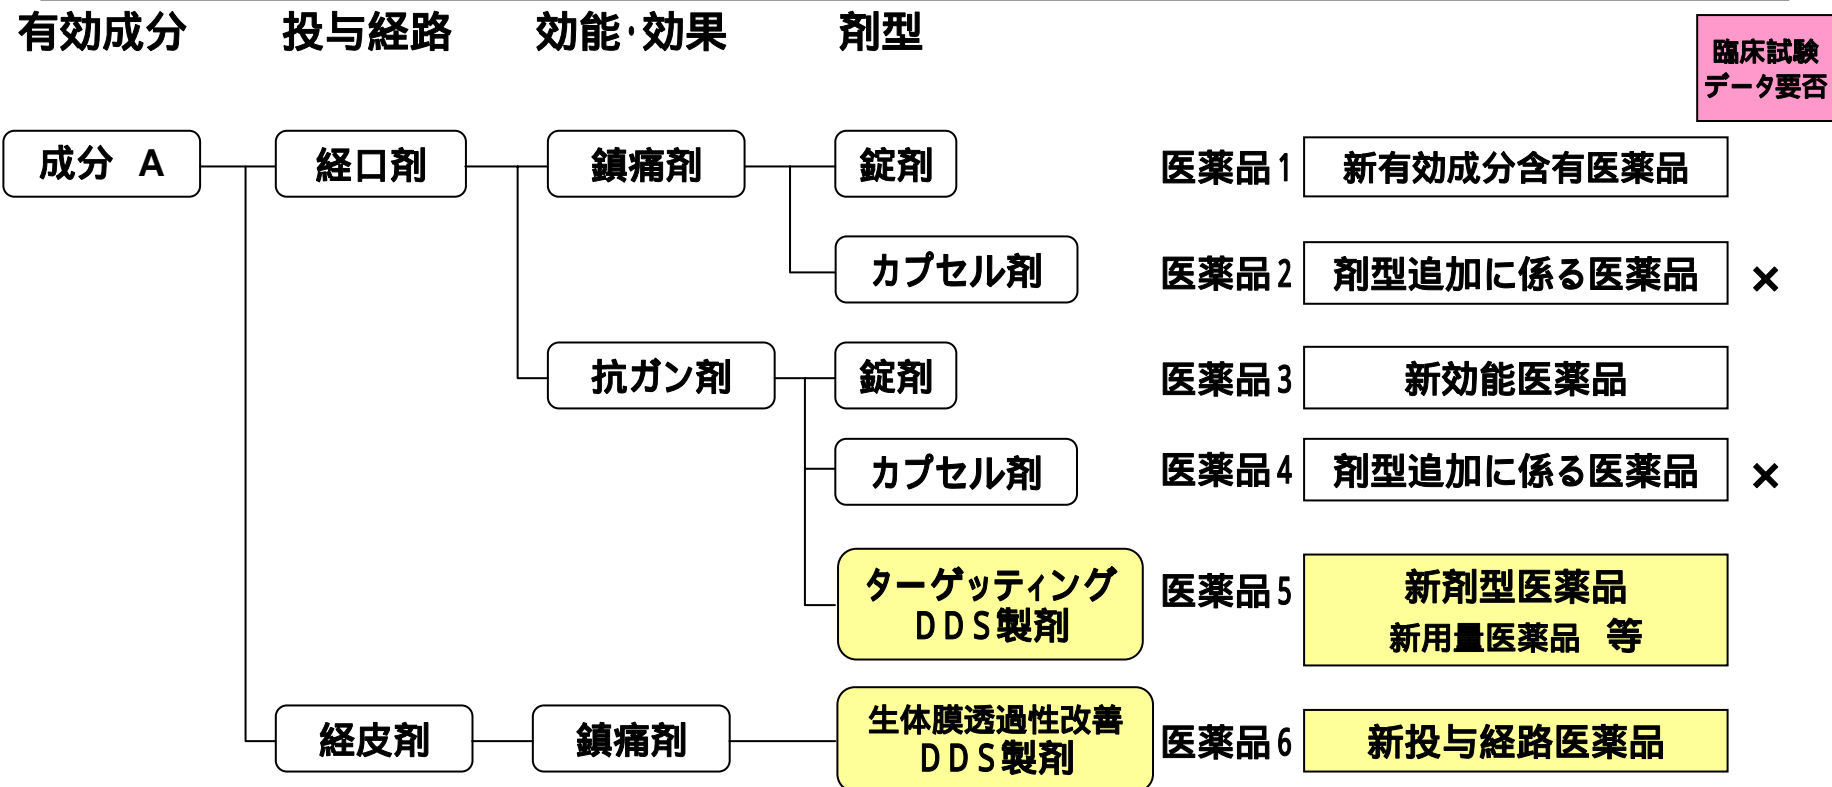 有効成分 投与経路 効能・効果 剤型
臨床試験
データ要否
成分 A 経口剤 鎮痛剤 錠剤 医薬品1 新有効成分含有医薬品
カプセル剤 医薬品2 剤型追加に係る医薬品 ×
抗ガン剤 錠剤 医薬品3 新効能医薬品
カプセル剤 医薬品4 剤型追加に係る医薬品 ×
ターゲッティング
DDS製剤
医薬品5
新剤型医薬品
新用量医薬品 等
経皮剤 鎮痛剤
生体膜透過性改善
DDS製剤
医薬品6 新投与経路医薬品